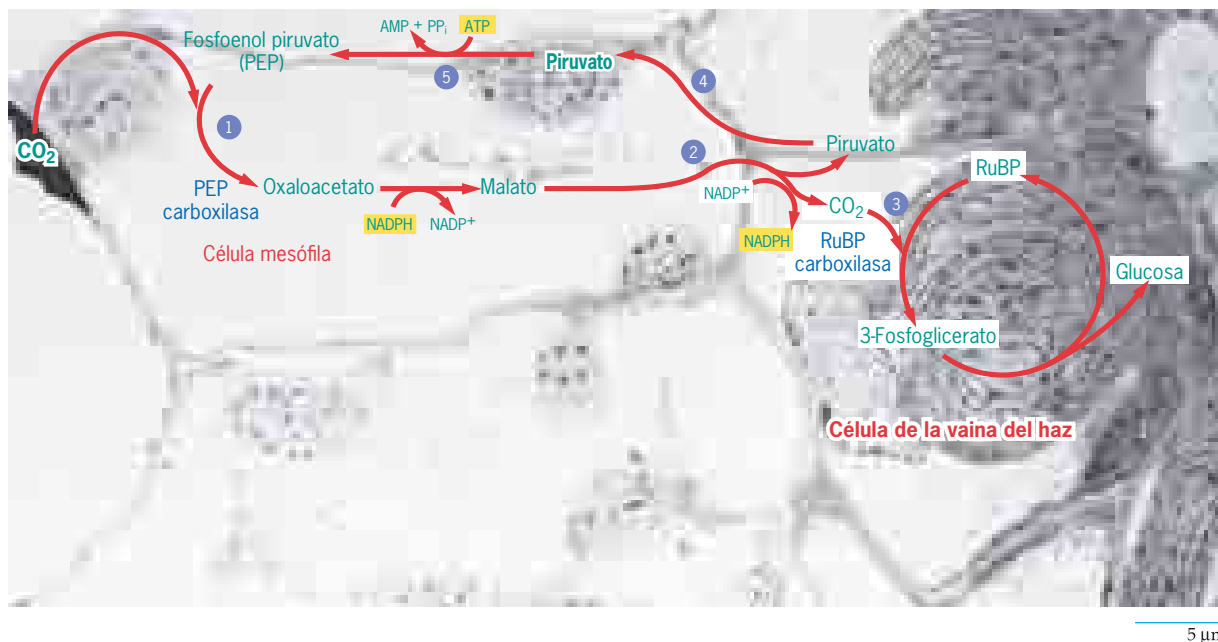 AMP + PPi ATP
Fosfoenol piruvato
(PEP)
5
Piruvato
4
1
CO2
2
Piruvato
RuBP
PEP
carboxilasa
Oxaloacetato
Malato
NADP+
CO2
3
NADPH
NADP+
NADPH
RuBP
carboxilasa
Célula mesófila
Glucosa
3-Fosfoglicerato
Célula de la vaina del haz